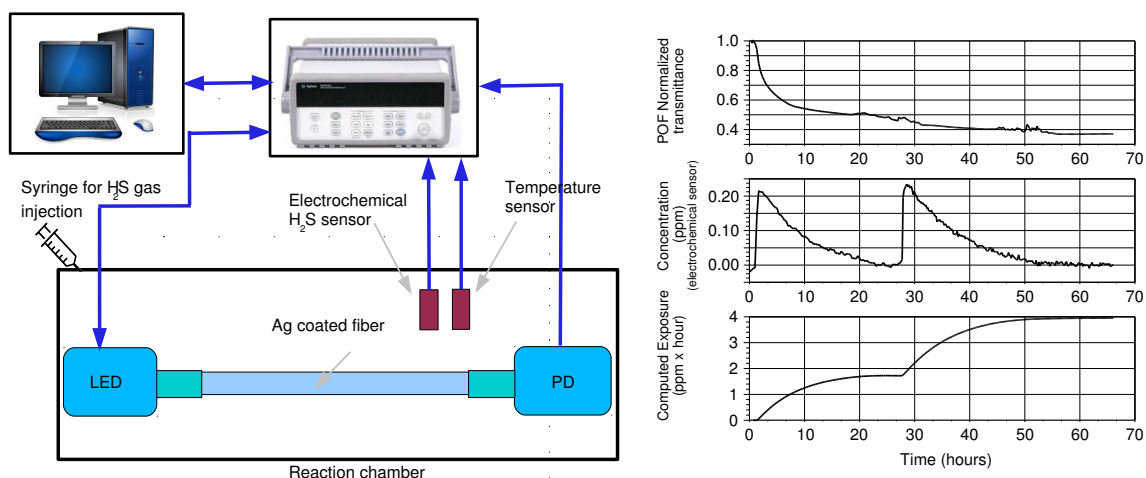 Syringe for H2S gas
injection
Electrochemical
H2S sensor
Temperature
sensor
Ag coated fiber
LED
PD
Reaction chamber
POF Normalized
transmittance
1.0
0.8
0.6
0.4
0 10 20 30 40 50 60 70
Concentration
(ppm)
(electrochemical sensor)
0.20
0.10
0.00
0 10 20 30 40 50 60 70
Computed Exposure
(ppm x hour)
4
3
2
1
0
0 10 20 30 40 50 60 70
Time (hours)